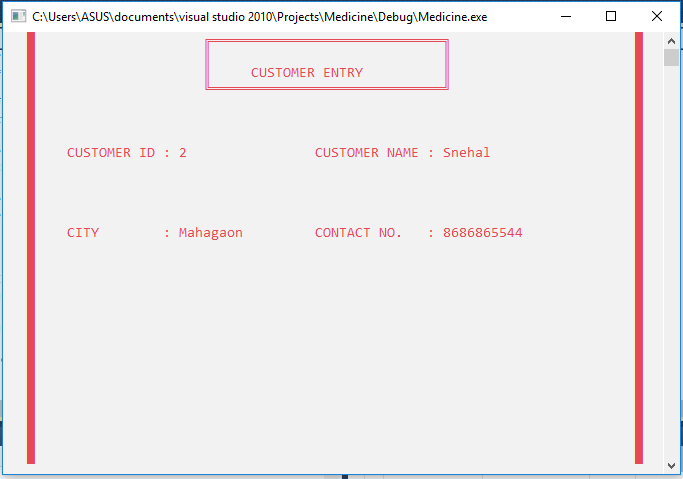 C:\Users\ASUS\documents\visual studio 2010\Projects\Medicine\Debug\Medicine.exe
CUSTOMER ENTRY
CUSTOMER ID : 2 CUSTOMER NAME : Snehal
CITY : Mahagaon CONTACT NO. : 8686865544